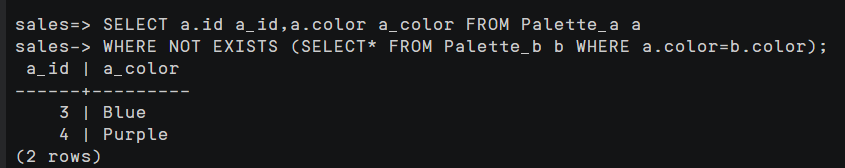 sales=> SELECT a.id a_id,a.color a_color FROM Palette_a a
sales-> WHERE NOT EXISTS (SELECT* FROM Palette_b b WHERE a.color=b.color);
 a_id | a_color
------+---------
    3 | Blue
    4 | Purple
(2 rows)